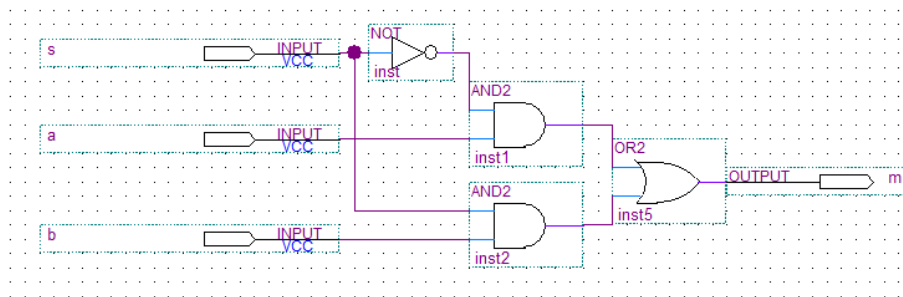 s
INPUT
VCC
NOT
inst
AND2
a
INPUT
VCC
inst1
OR2
OUTPUT
m
AND2
inst5
b
INPUT
VCC
inst2